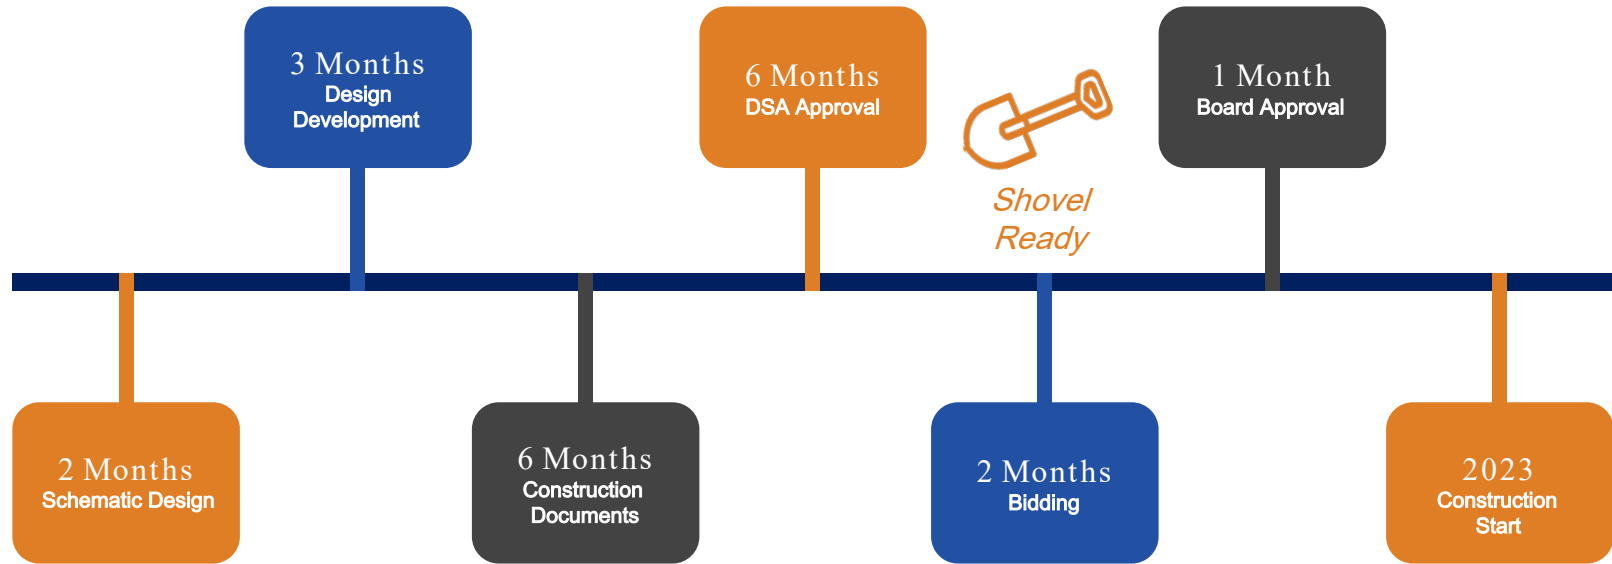 2 Months
Schematic Design
3 Months
Design
Development
6 Months
Construction
Documents
6 Months
DSA Approval
Shovel
Ready
2 Months
Bidding
1 Month
Board Approval
2023
Construction
Start